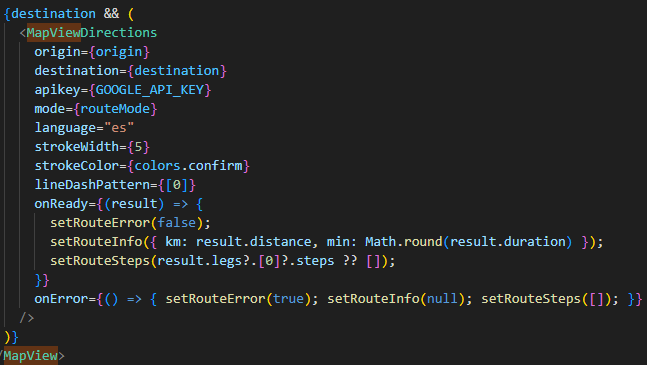 {destination && (
<MapViewDirections
origin={origin}
destination={destination}
apikey={GOOGLE_API_KEY}
mode={routeMode}
language="es"
strokeWidth={5}
strokeColor={colors.confirm}
lineDashPattern={[0]}
onReady={(result) => {
setRouteError(false);
setRouteInfo({ km: result.distance, min: Math.round(result.duration) });
setRouteSteps(result.legs?.[0]?.steps ?? []);
}}
onError={() => { setRouteError(true); setRouteInfo(null); setRouteSteps([]); }}
/>
)}
/MapView>